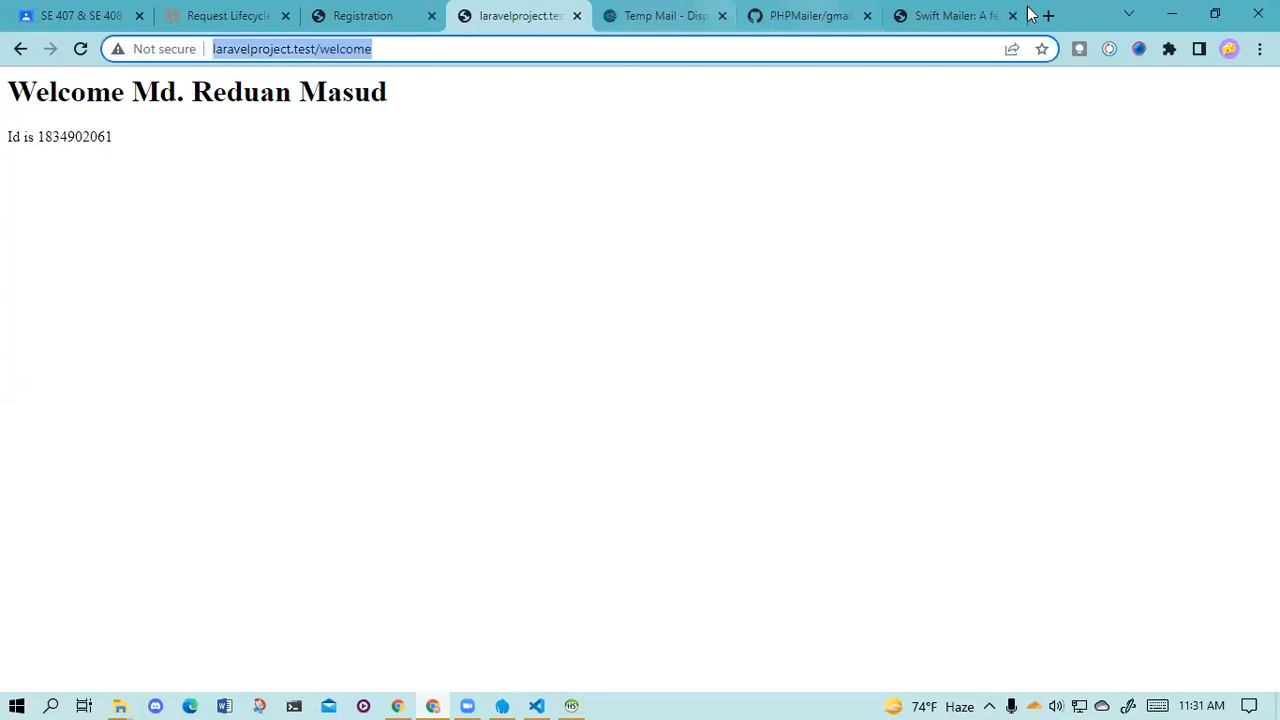 SE 407 & SE 408
Request Lifecycle
Registration
laravelproject.tes
Temp Mail - Disp
PHPMailer/gmail
Swift Mailer: A fe
Not secure
laravelproject.test/welcome
Welcome Md. Reduan Masud
Id is 1834902061
74°F Haze
11:31 AM